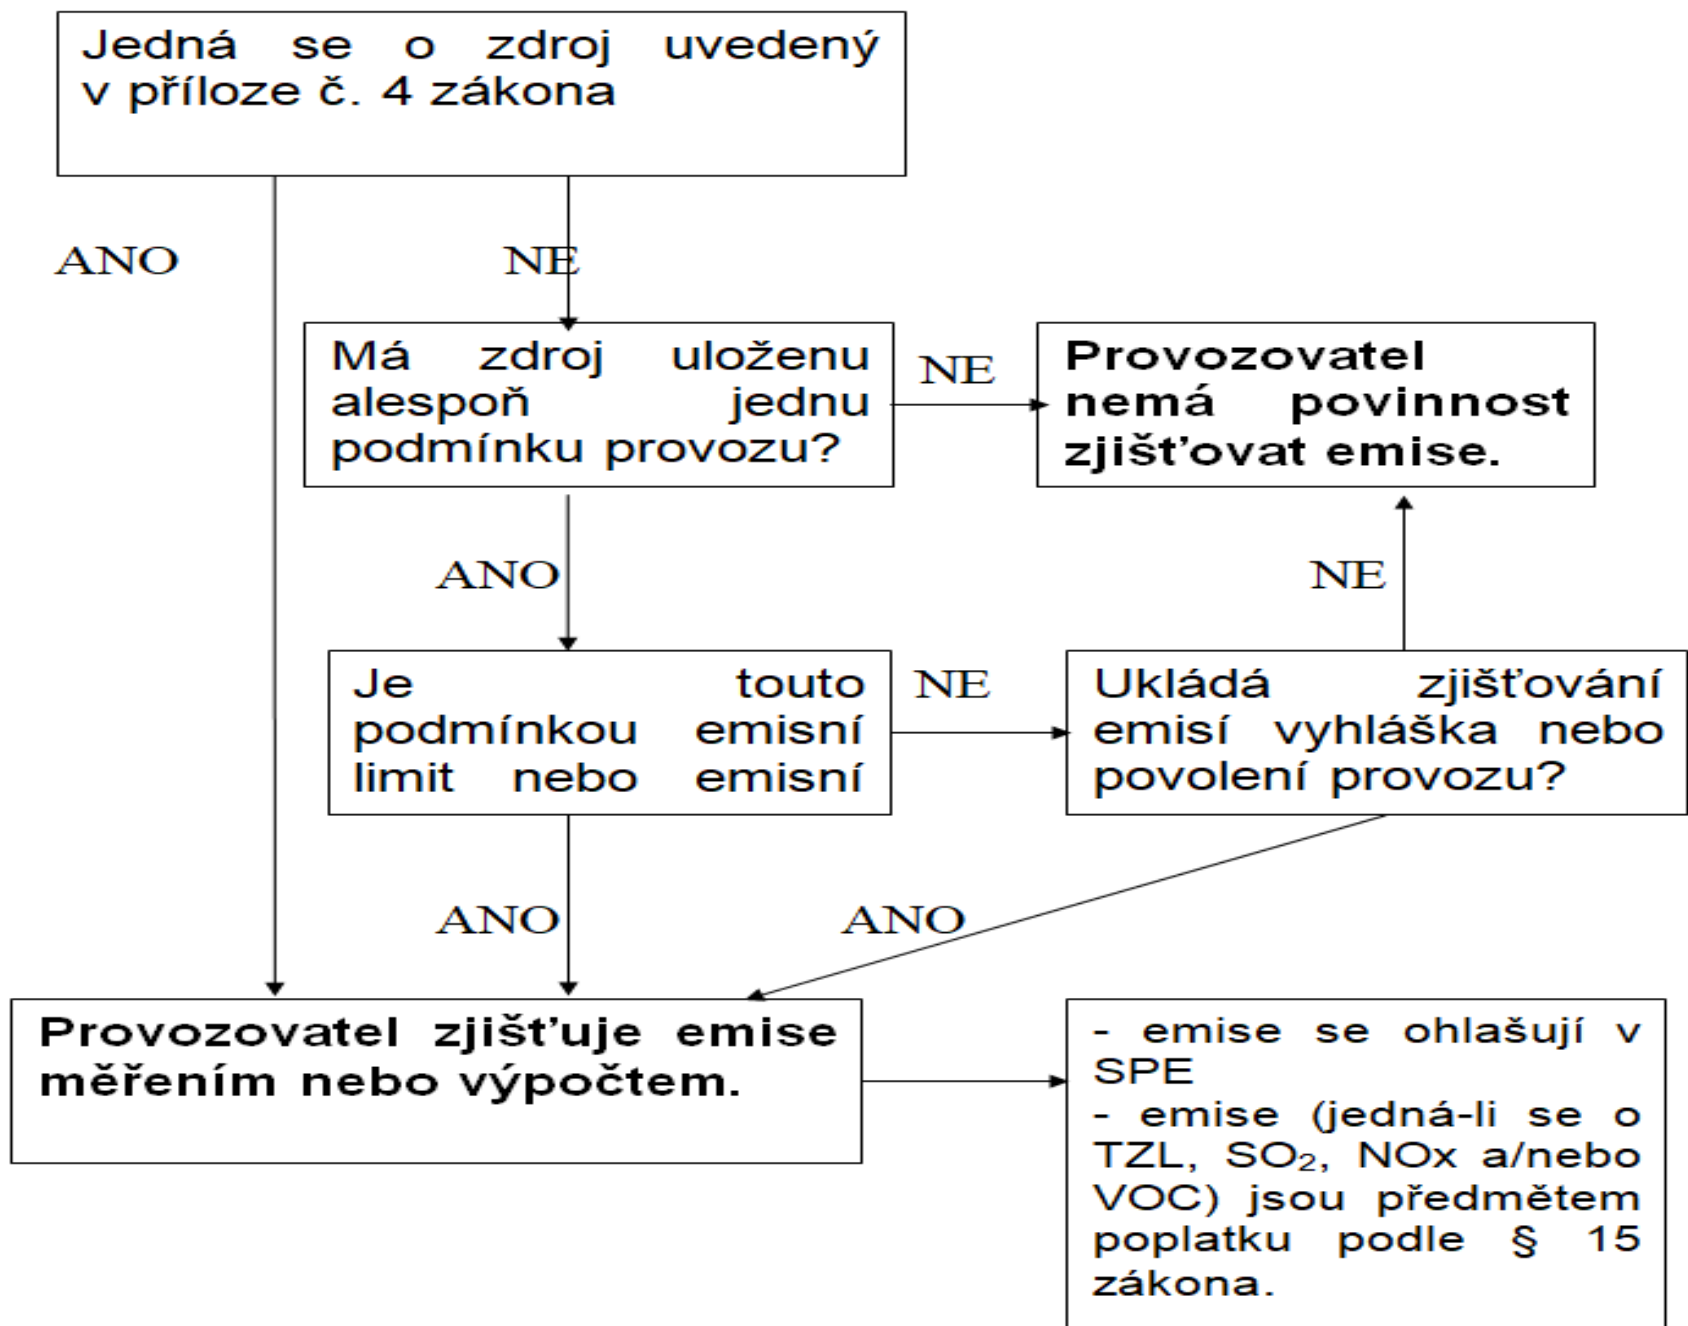 Jedná se o zdroj uvedený
v příloze č. 4 zákona
ANO
NE
Má zdroj uloženu
alespoň jednu
podmínku provozu?
NE
Provozovatel
nemá povinnost
zjišťovat emise.
ANO
NE
Je touto
podmínkou emisní
limit nebo emisní
NE
Ukládá zjišťování
emisí vyhláška nebo
povolení provozu?
ANO
ANO
Provozovatel zjišťuje emise
měřením nebo výpočtem.
- emise se ohlašují v
SPE
- emise (jedná-li se o
TZL, SO₂, NOx a/nebo
VOC) jsou předmětem
poplatku podle § 15
zákona.